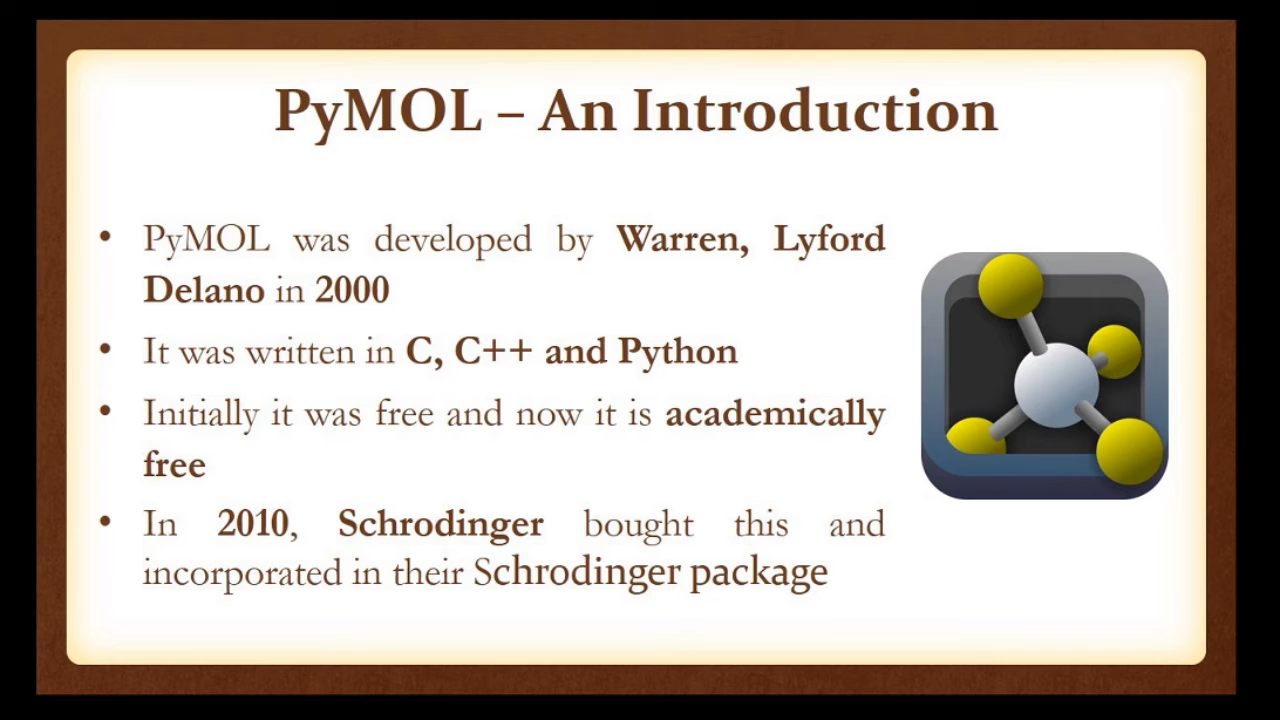 PyMOL – An Introduction
• PyMOL was developed by Warren, Lyford
Delano in 2000
• It was written in C, C++ and Python
• Initially it was free and now it is academically
free
• In 2010, Schrodinger bought this and
incorporated in their Schrodinger package